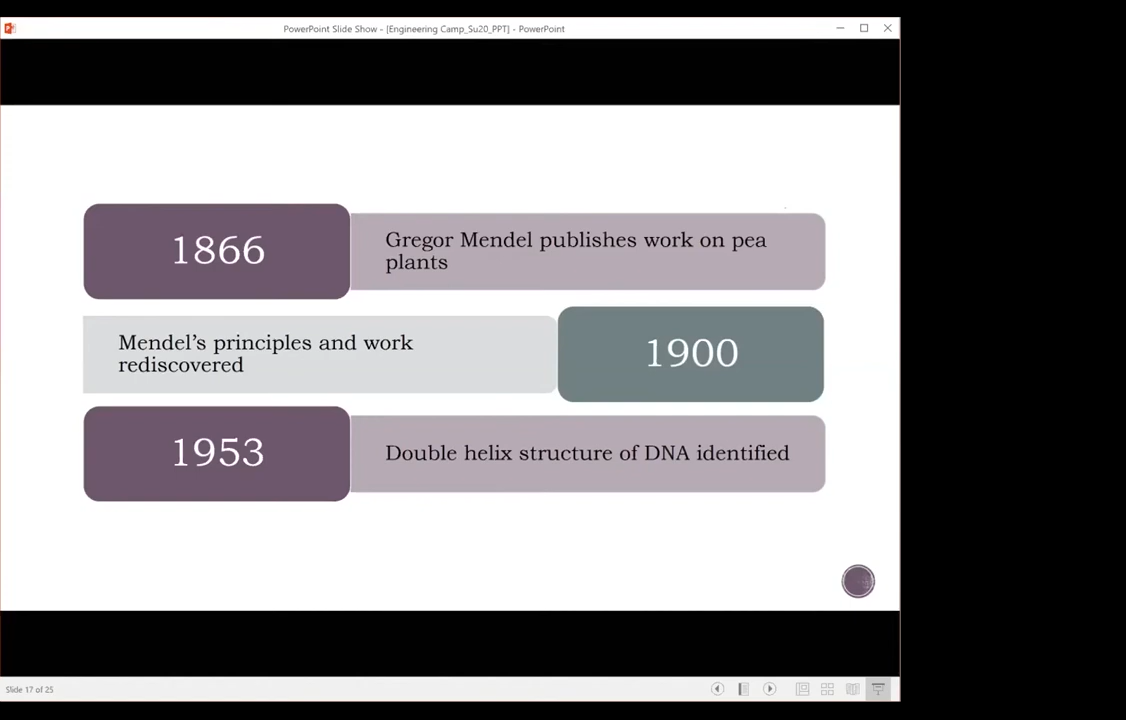 PowerPoint Slide Show - [Engineering Camp_Su20_PPT] - PowerPoint
1866
Gregor Mendel publishes work on pea
plants
Mendel’s principles and work
rediscovered
1900
1953
Double helix structure of DNA identified
Slide 17 of 25